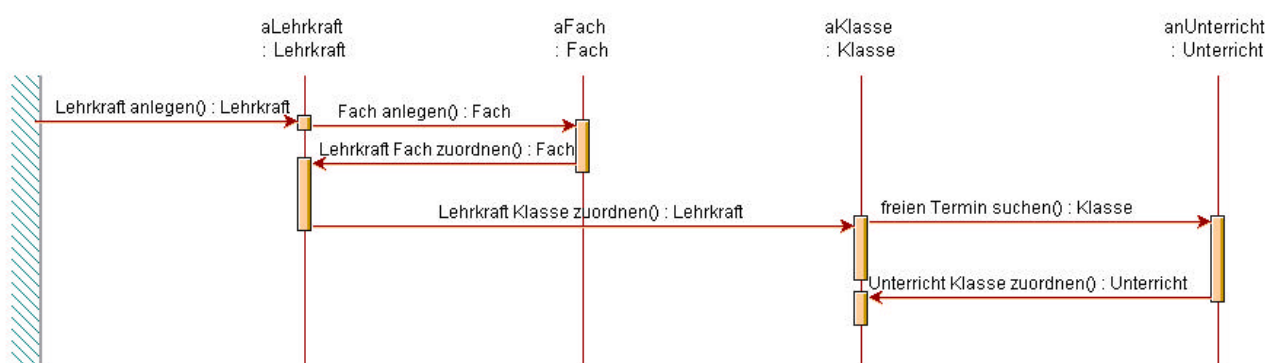 aLehrkraft
: Lehrkraft
aFach
: Fach
aKlasse
: Klasse
anUnterricht
: Unterricht
Lehrkraft anlegen() : Lehrkraft
Fach anlegen() : Fach
Lehrkraft Fach zuordnen() : Fach
Lehrkraft Klasse zuordnen() : Lehrkraft
freien Termin suchen() : Klasse
Unterricht Klasse zuordnen() : Unterricht